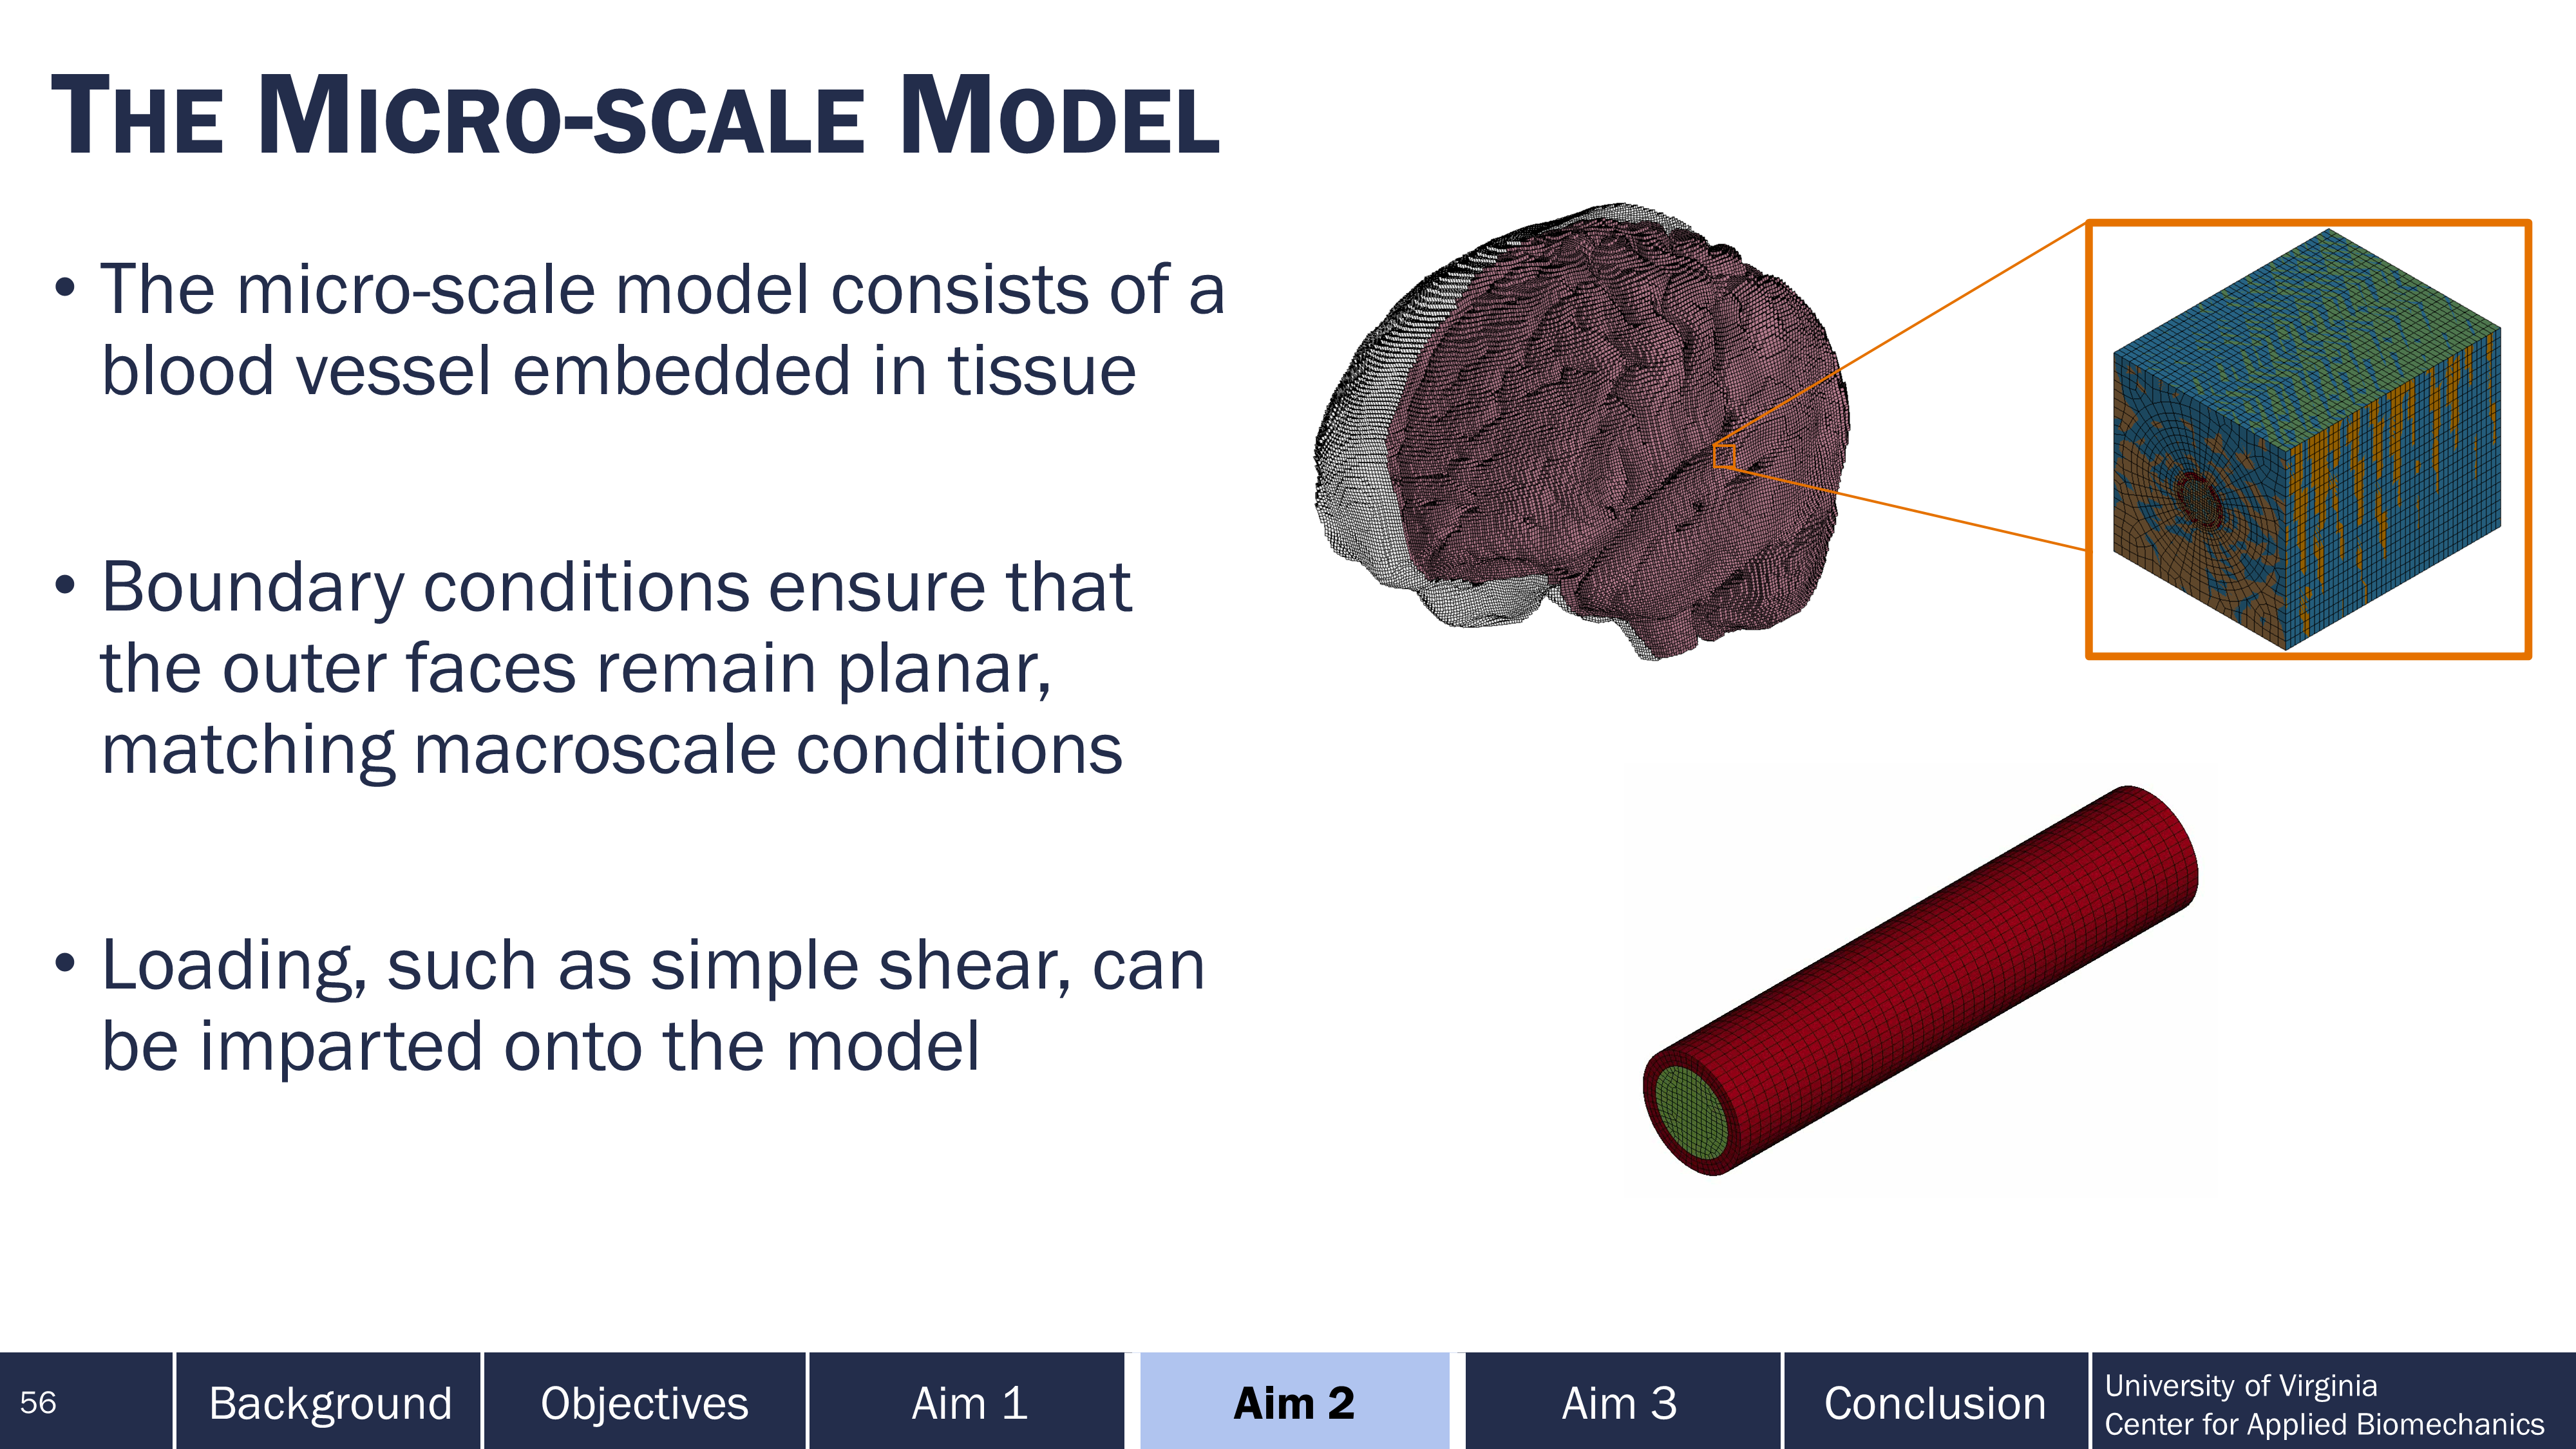 THE MICRO-SCALE MODEL
• The micro-scale model consists of a
blood vessel embedded in tissue
• Boundary conditions ensure that
the outer faces remain planar,
matching macroscale conditions
• Loading, such as simple shear, can
be imparted onto the model
56
Background
Objectives
Aim 1
Aim 2
Aim 3
Conclusion
University of Virginia
Center for Applied Biomechanics